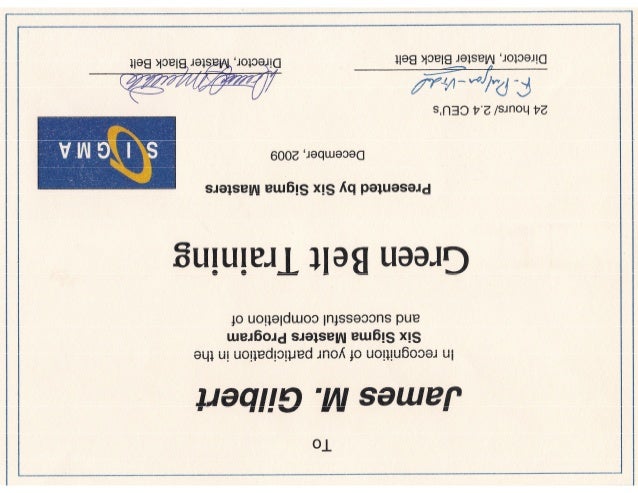 To
James M. Gilbert
In recognition of your participation in the
Six Sigma Masters Program
and successful completion of
Green Belt Training
Presented by Six Sigma Masters
December, 2009
SIGMA
24 hours/ 2.4 CEU's
Director, Master Black Belt
Director, Master Black Belt